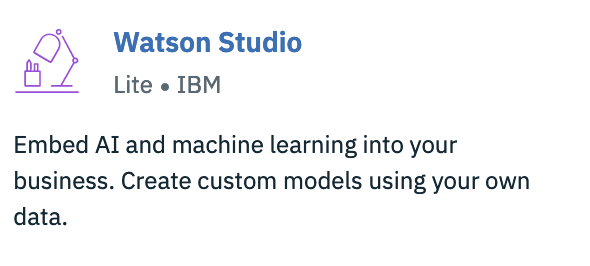 Watson Studio
Lite • IBM
Embed AI and machine learning into your
business. Create custom models using your own
data.